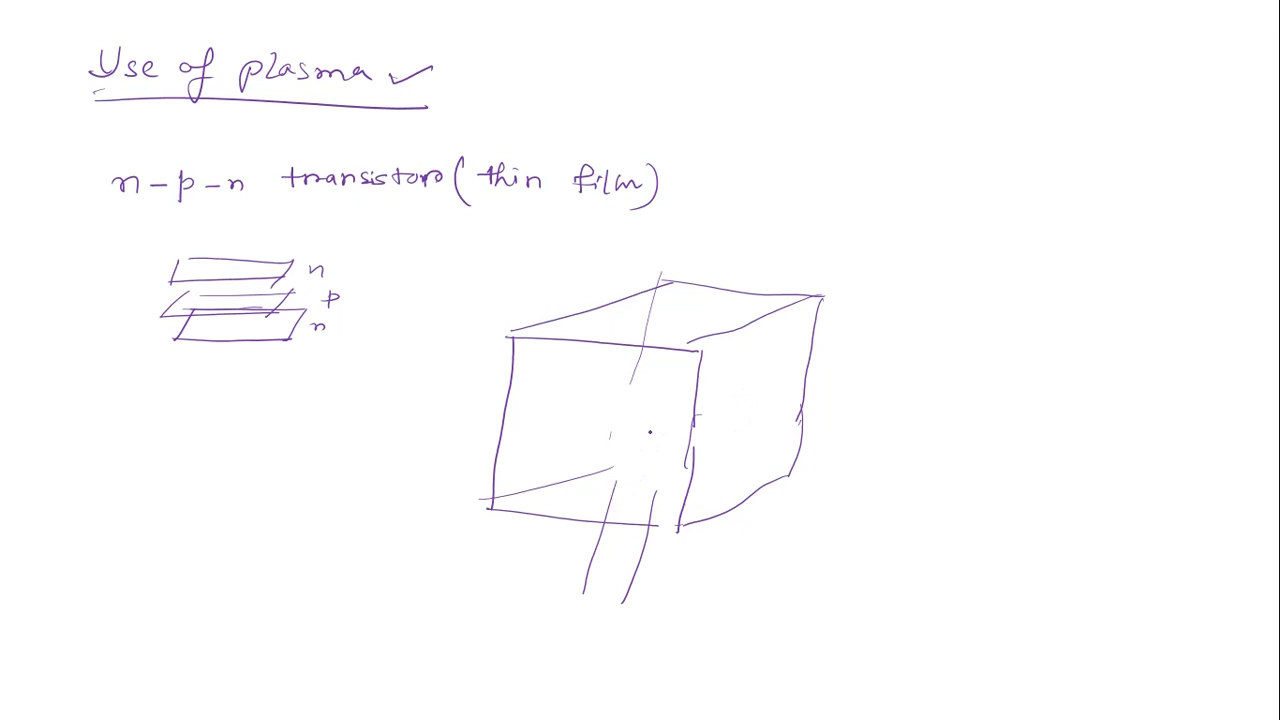 Use of plasma
n-p-n transistors (thin film)
n
p
n